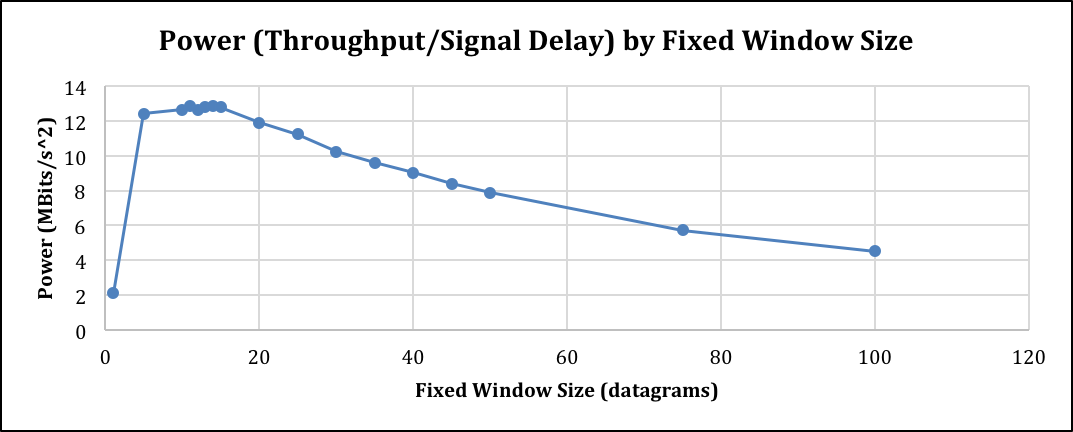 Power (Throughput/Signal Delay) by Fixed Window Size
Power (MBits/s^2)
14
12
10
8
6
4
2
0
0 20 40 60 80 100 120
Fixed Window Size (datagrams)